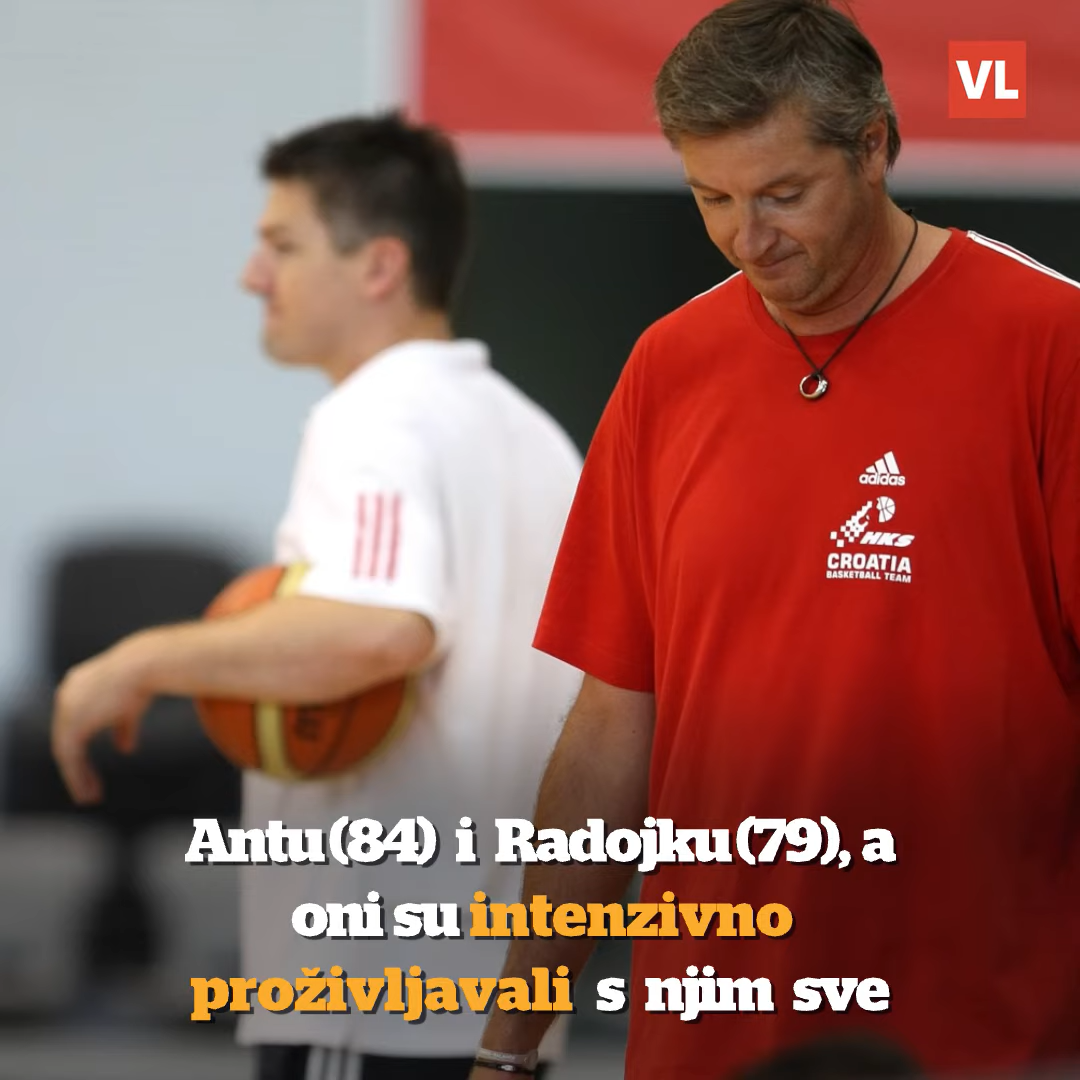 VL
adidas
HKS
CROATIA
BASKETBALL TEAM
Antu (84) i Radojku (79), a
oni su intenzivno
proživljavali s njim sve